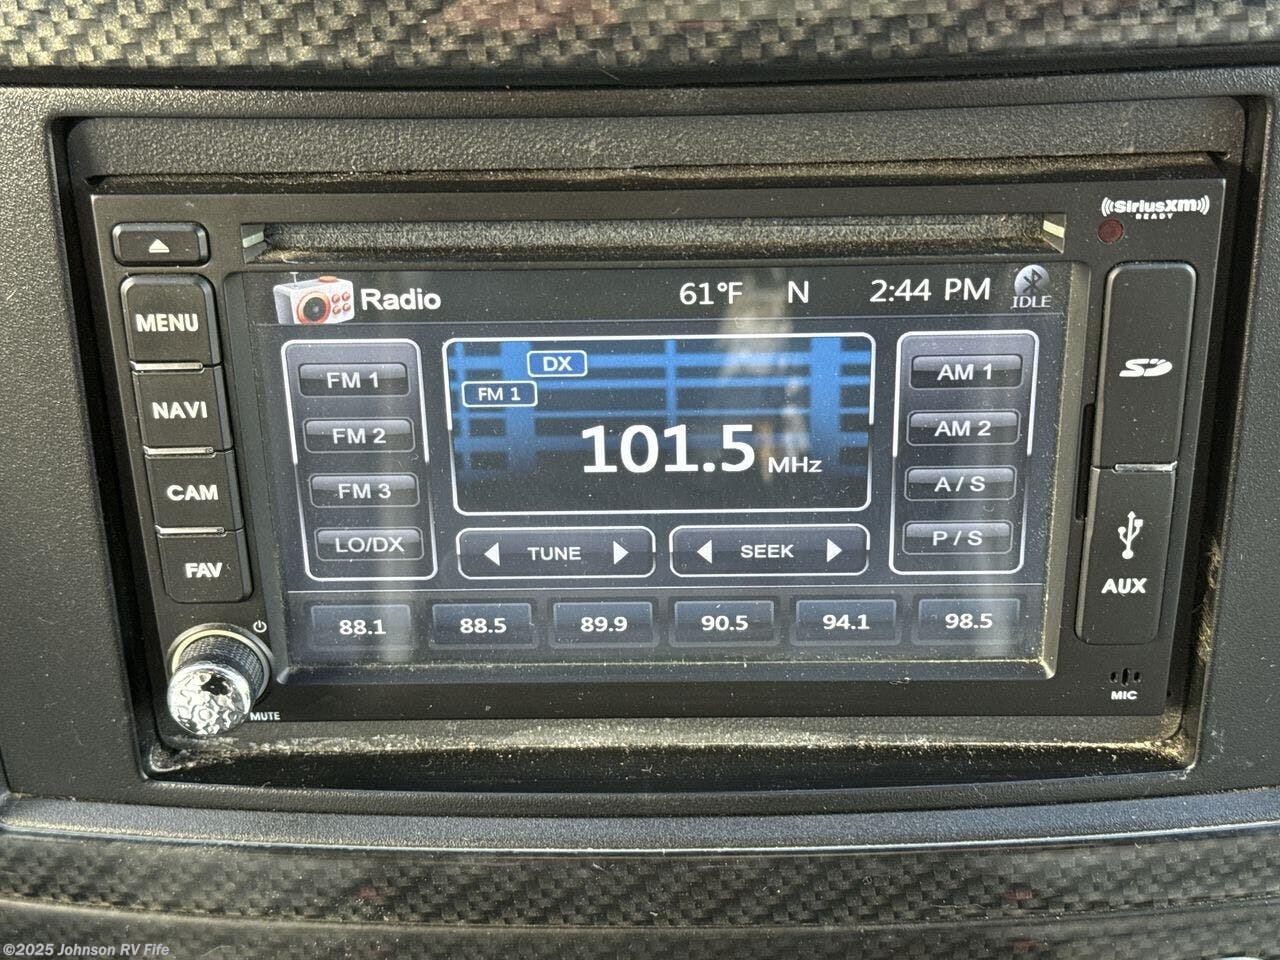 ((SiriusXM))
READY
Radio
61°F N 2:44 PM
IDLE
MENU
NAVI
CAM
FAV
MUTE
FM 1
FM 2
FM 3
LO/DX
DX
FM 1
101.5 MHz
TUNE
SEEK
AM 1
AM 2
A / S
P / S
88.1 88.5 89.9 90.5 94.1 98.5
SD
AUX
MIC
©2025 Johnson RV Fife